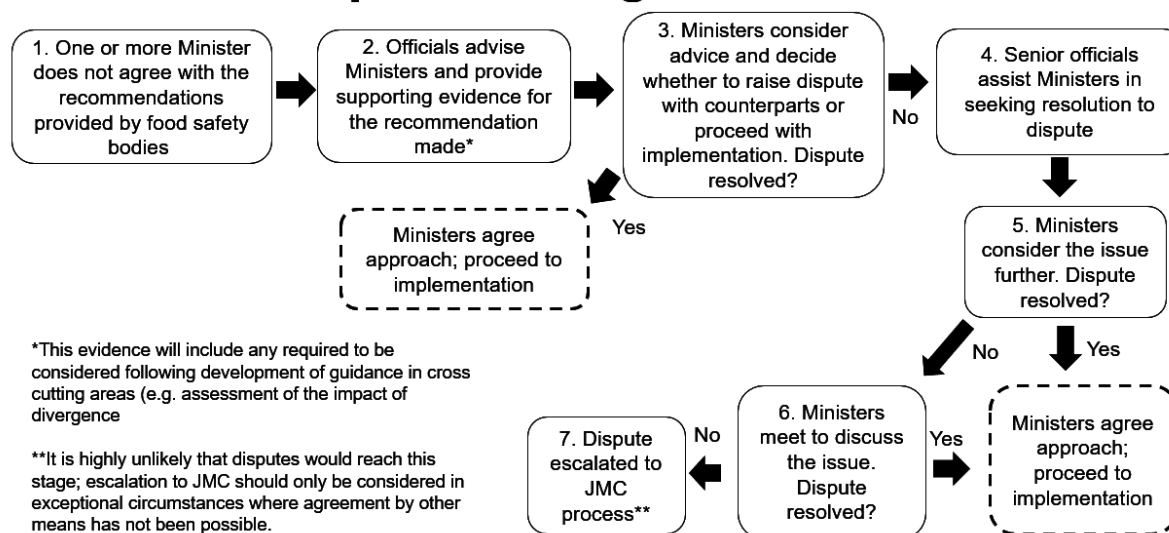 1. One or more Minister
does not agree with the
recommendations
provided by food safety
bodies
2. Officials advise
Ministers and provide
supporting evidence for
the recommendation
made*
3. Ministers consider
advice and decide
whether to raise dispute
with counterparts or
proceed with
implementation. Dispute
resolved?
No
4. Senior officials
assist Ministers in
seeking resolution to
dispute
Yes
Ministers agree
approach; proceed to
implementation
5. Ministers
consider the issue
further. Dispute
resolved?
No
Yes
*This evidence will include any required to be
considered following development of guidance in cross
cutting areas (e.g. assessment of the impact of
divergence
**It is highly unlikely that disputes would reach this
stage; escalation to JMC should only be considered in
exceptional circumstances where agreement by other
means has not been possible.
7. Dispute
escalated to
JMC
process**
No
6. Ministers
meet to discuss
the issue.
Dispute
resolved?
Yes
Ministers agree
approach;
proceed to
implementation